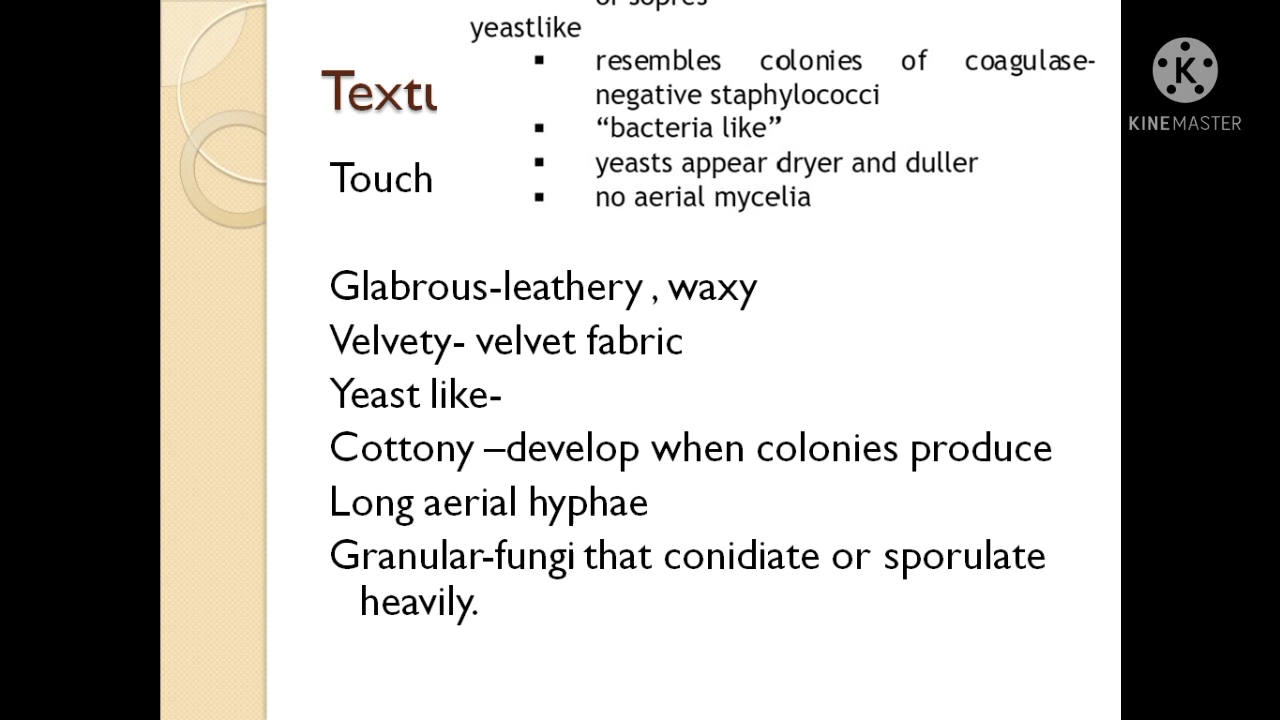 yeastlike
resembles colonies of coagulase-
negative staphylococci
“bacteria like”
yeasts appear dryer and duller
no aerial mycelia
Touch
Glabrous-leathery , waxy
Velvety- velvet fabric
Yeast like-
Cottony –develop when colonies produce
Long aerial hyphae
Granular-fungi that conidiate or sporulate
heavily.
K
KINEMASTER